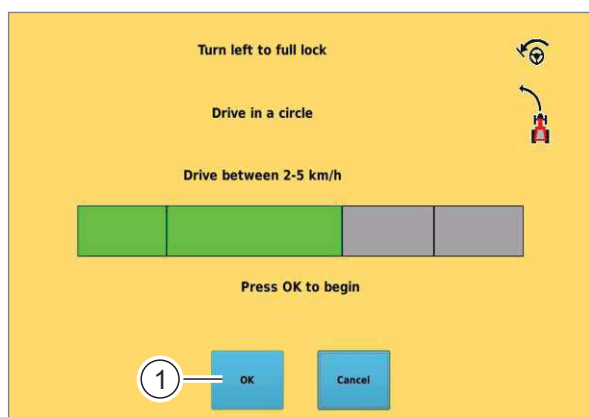 Turn left to full lock
Drive in a circle
Drive between 2-5 km/h
Press OK to begin
1
OK
Cancel